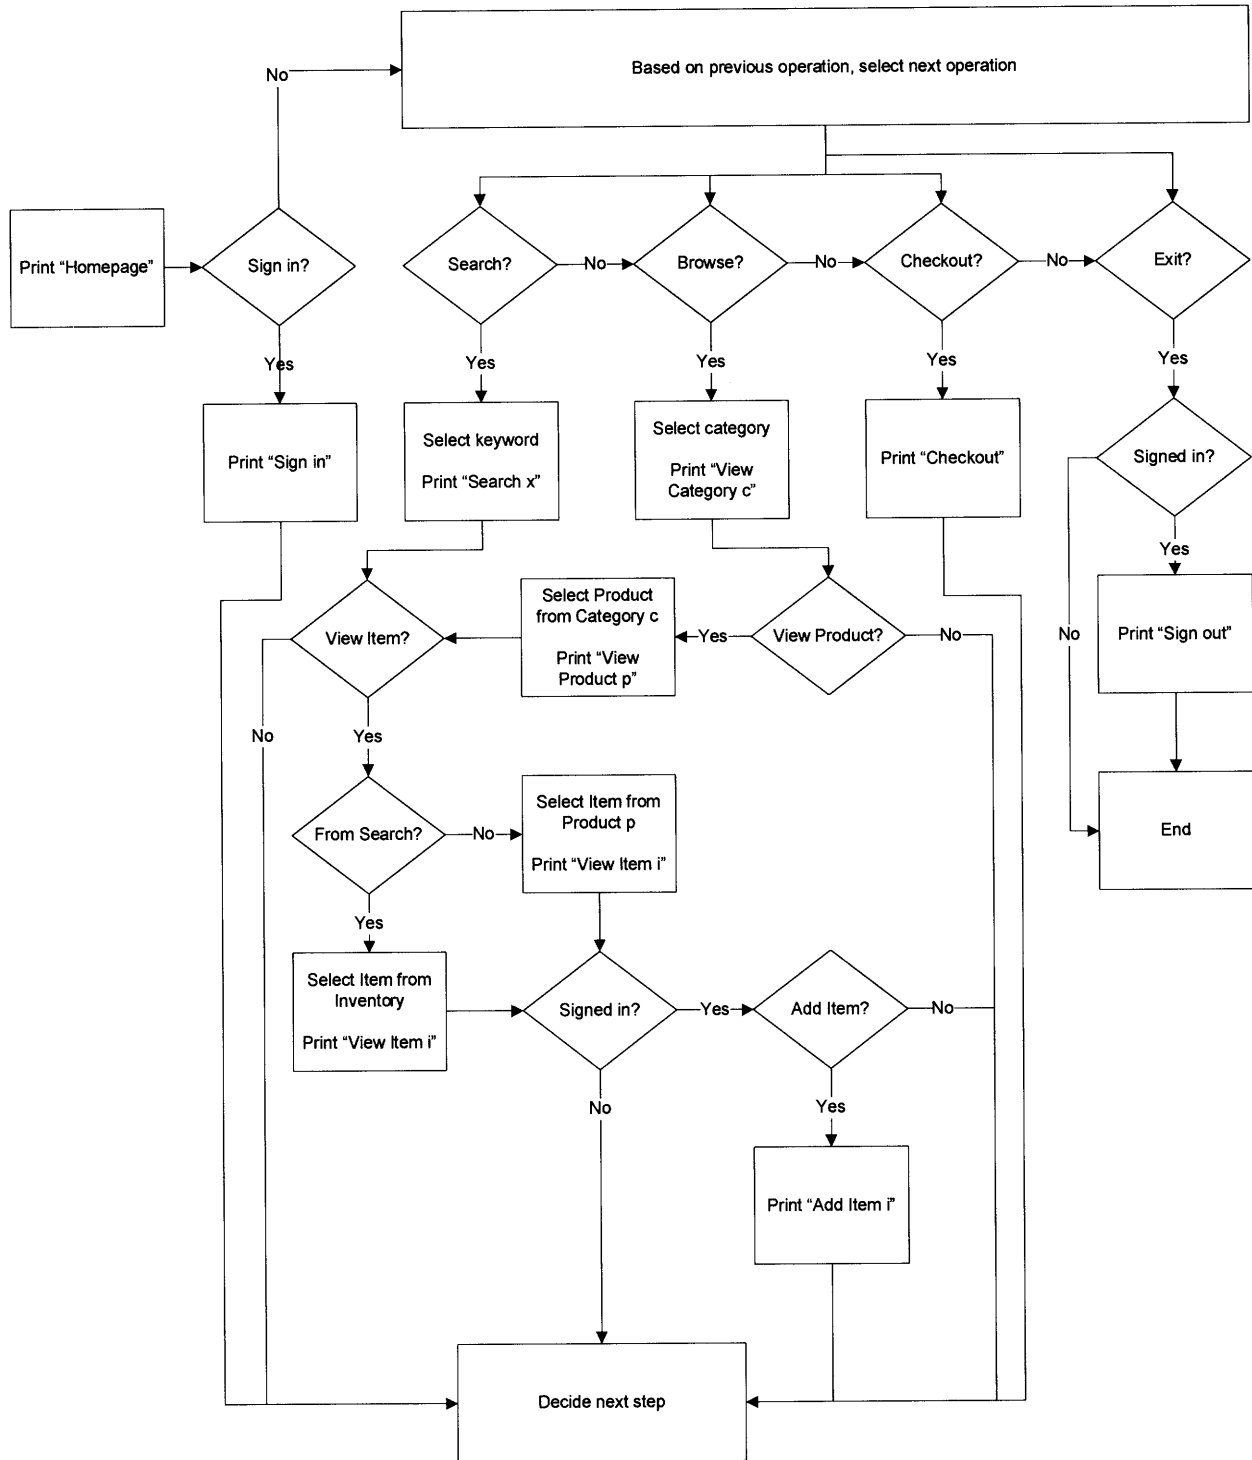 Based on previous operation, select next operation
No
Print “Homepage”
Sign in?
Search?
No
Browse?
No
Checkout?
No
Exit?
Yes
Yes
Yes
Yes
Yes
Print “Sign in”
Select keyword
Print “Search x”
Select category
Print “View
Category c”
Print “Checkout”
Signed in?
Yes
View Item?
Select Product
from Category c
Print “View
Product p”
Yes
View Product?
No
No
Print “Sign out”
No
Yes
From Search?
No
Select Item from
Product p
Print “View Item i”
End
Yes
Select Item from
Inventory
Print “View Item i”
Signed in?
Yes
Add Item?
No
No
Yes
Print “Add Item i”
Decide next step